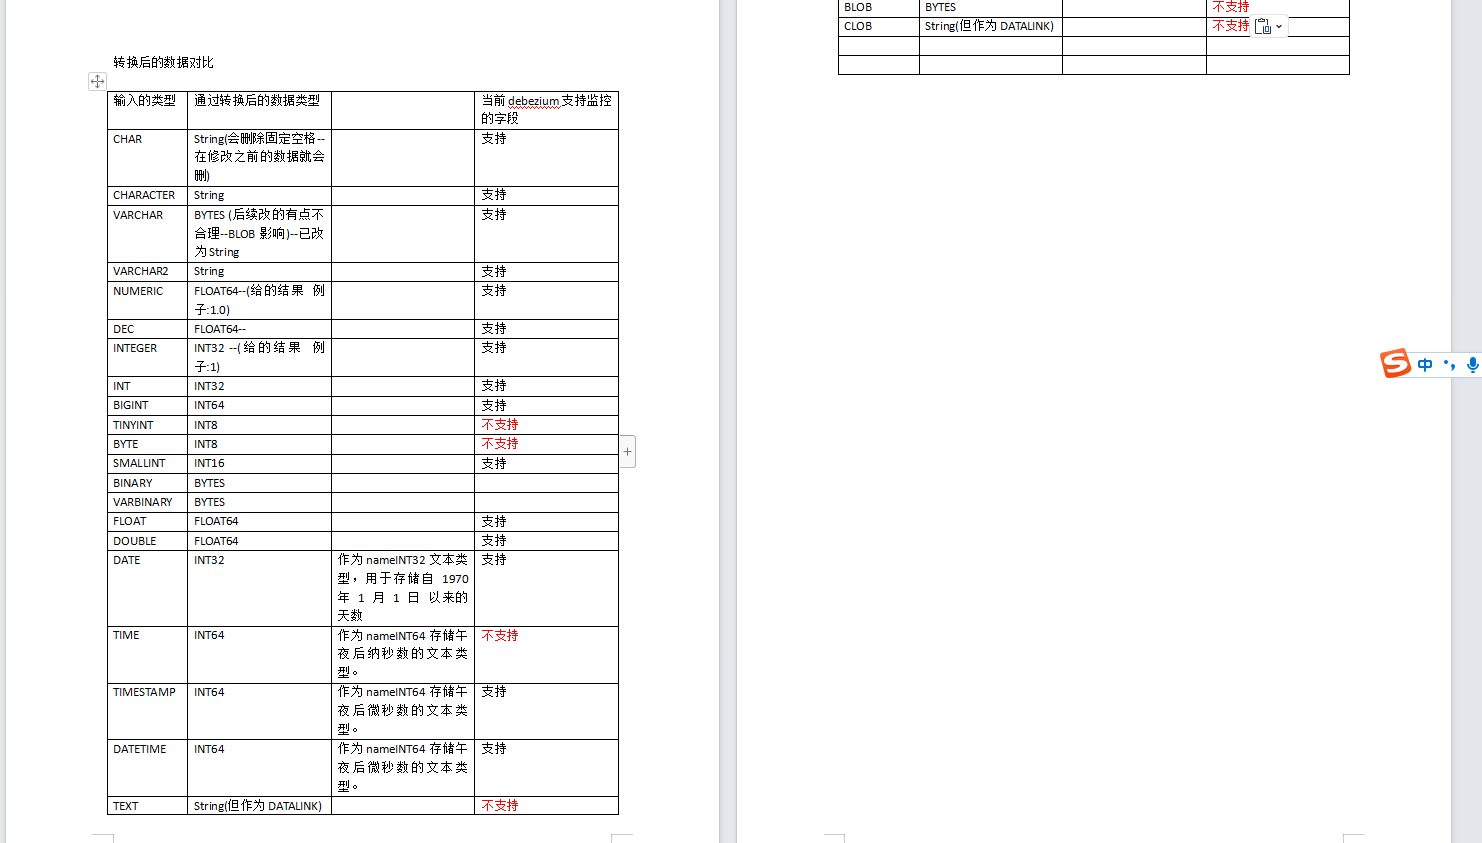 转换后的数据对比
输入的类型 通过转换后的数据类型 当前 debezium 支持监控
的字段
CHAR String(会删除固定空格-- 支持
在修改之前的数据就会
删)
CHARACTER String 支持
VARCHAR BYTES (后续改的有点不 支持
合理--BLOB 影响)--已改
为 String
VARCHAR2 String 支持
NUMERIC FLOAT64--(给的结果 例 支持
子:1.0)
DEC FLOAT64-- 支持
INTEGER INT32 --(给的结果 例 支持
子:1)
INT INT32 支持
BIGINT INT64 支持
TINYINT INT8 不支持
BYTE INT8 不支持
SMALLINT INT16 支持
BINARY BYTES
VARBINARY BYTES
FLOAT FLOAT64 支持
DOUBLE FLOAT64 支持
DATE INT32 作为 nameINT32 文本类 支持
型，用于存储自 1970
年 1 月 1 日 以来的
天数
TIME INT64 作为 nameINT64 存储午 不支持
夜后纳秒数的文本类
型。
TIMESTAMP INT64 作为 nameINT64 存储午 支持
夜后微秒数的文本类
型。
DATETIME INT64 作为 nameINT64 存储午 支持
夜后微秒数的文本类
型。
TEXT String(但作为 DATALINK) 不支持
BLOB BYTES 不支持
CLOB String(但作为 DATALINK) 不支持
中